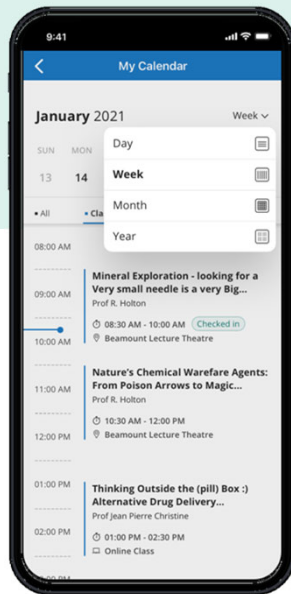 9:41
My Calendar
January 2021
Week
SUN MON
13 14
Day
Week
Month
Year
• All • Cla
08:00 AM
09:00 AM
10:00 AM
11:00 AM
12:00 PM
01:00 PM
02:00 PM
Mineral Exploration - looking for a
Very small needle is a very Big...
Prof R. Holton
08:30 AM - 10:00 AM Checked in
Beamount Lecture Theatre
Nature's Chemical Warefare Agents:
From Poison Arrows to Magic...
Prof R. Holton
10:30 AM - 12:00 PM
Beamount Lecture Theatre
Thinking Outside the (pill) Box :)
Alternative Drug Delivery...
Prof Jean Pierre Christine
01:00 PM - 02:30 PM
Online Class